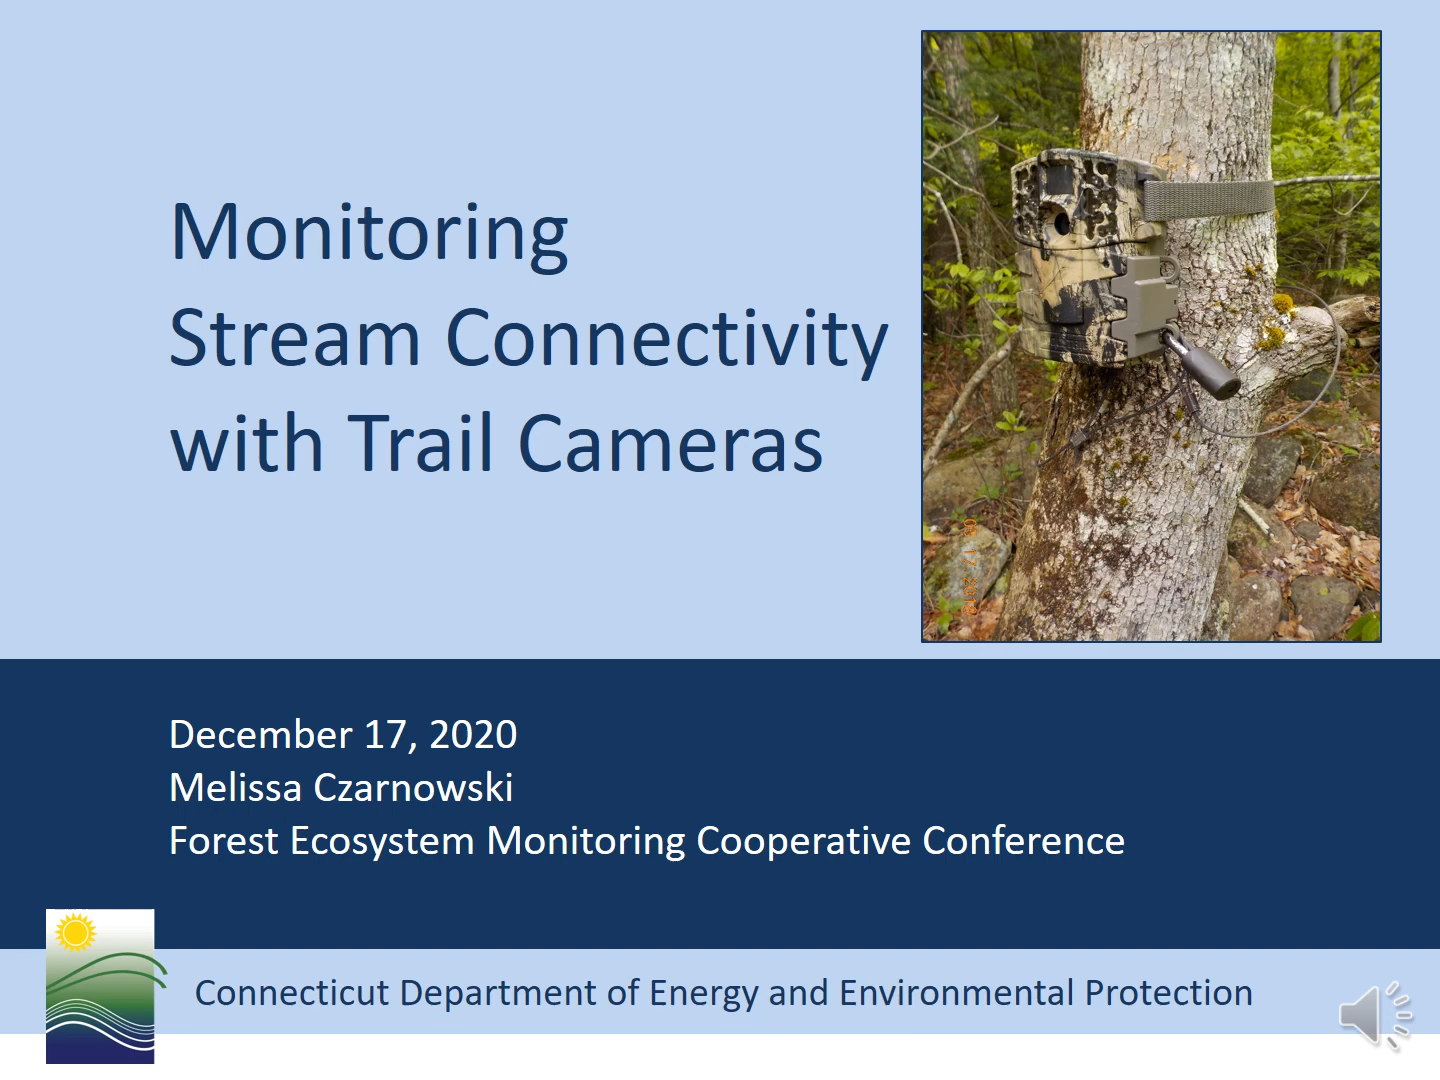 Monitoring
Stream Connectivity
with Trail Cameras
December 17, 2020
Melissa Czarnowski
Forest Ecosystem Monitoring Cooperative Conference
Connecticut Department of Energy and Environmental Protection